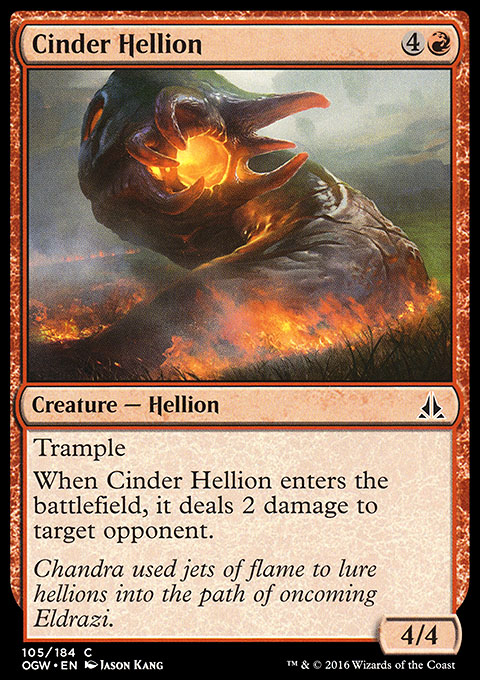 Cinder Hellion 4
Creature — Hellion
Trample
When Cinder Hellion enters the
battlefield, it deals 2 damage to
target opponent.
Chandra used jets of flame to lure
hellions into the path of oncoming
Eldrazi.
4/4
105/184 C
OGW • EN Jason Kang
™ & © 2016 Wizards of the Coast